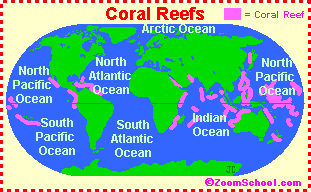 Coral Reefs
= Coral Reef
Arctic Ocean
North
Pacific
Ocean
North
Atlantic
Ocean
North
Pacific
Ocean
South
Pacific
Ocean
South
Atlantic
Ocean
Indian
Ocean
©ZoomSchool.com